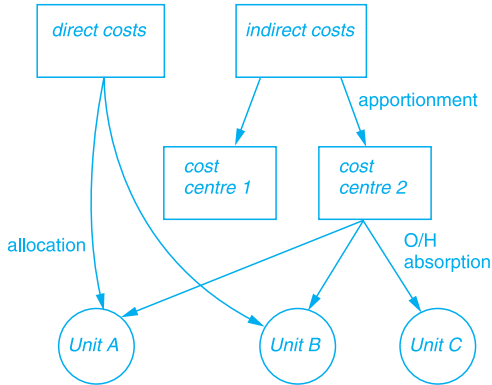 direct costs
indirect costs
apportionment
cost
centre 1
cost
centre 2
allocation
O/H
absorption
Unit A
Unit B
Unit C